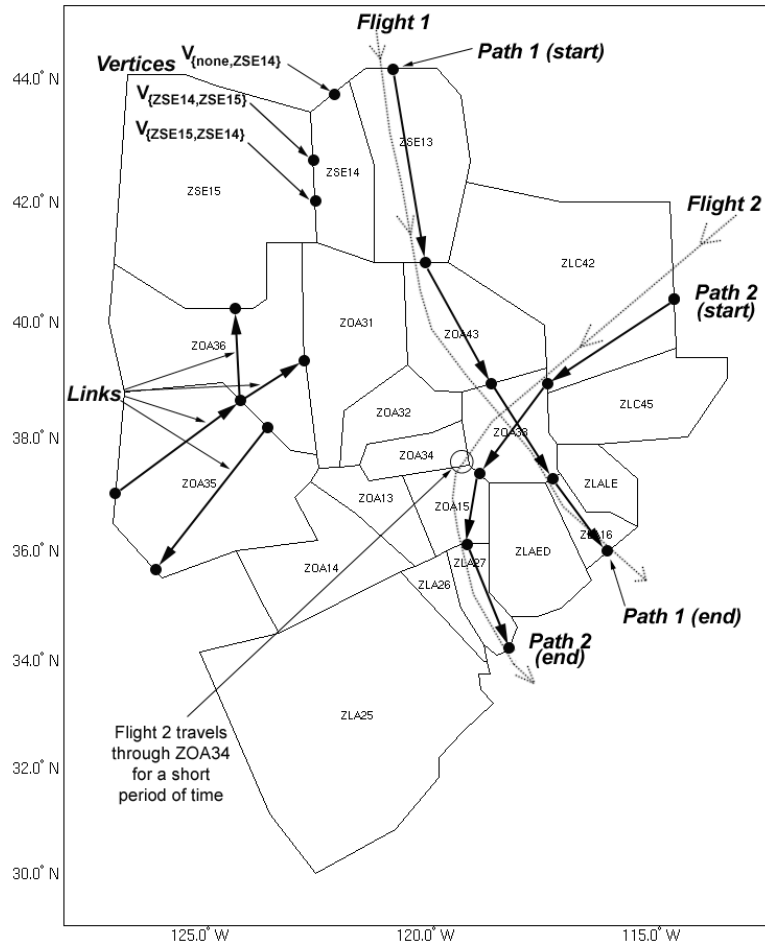 Flight 1
Path 1 (start)
44.0° N
Vertices
V{none,ZSE14}
V{ZSE14,ZSE15}
V{ZSE15,ZSE14}
ZSE13
ZSE14
ZSE15
42.0° N
Flight 2
ZLC42
Path 2
(start)
40.0° N
ZOA31
ZOA43
ZOA36
Links
ZLC45
ZOA32
ZOA33
38.0° N
ZOA34
ZOA35
ZOA13
ZLALE
ZOA15
ZLA16
36.0° N
ZLAED
ZOA14
ZLA27
ZLA26
Path 1 (end)
Path 2
(end)
34.0° N
ZLA25
Flight 2 travels
through ZOA34
for a short
period of time
32.0° N
30.0° N
125.0° W
120.0° W
115.0° W